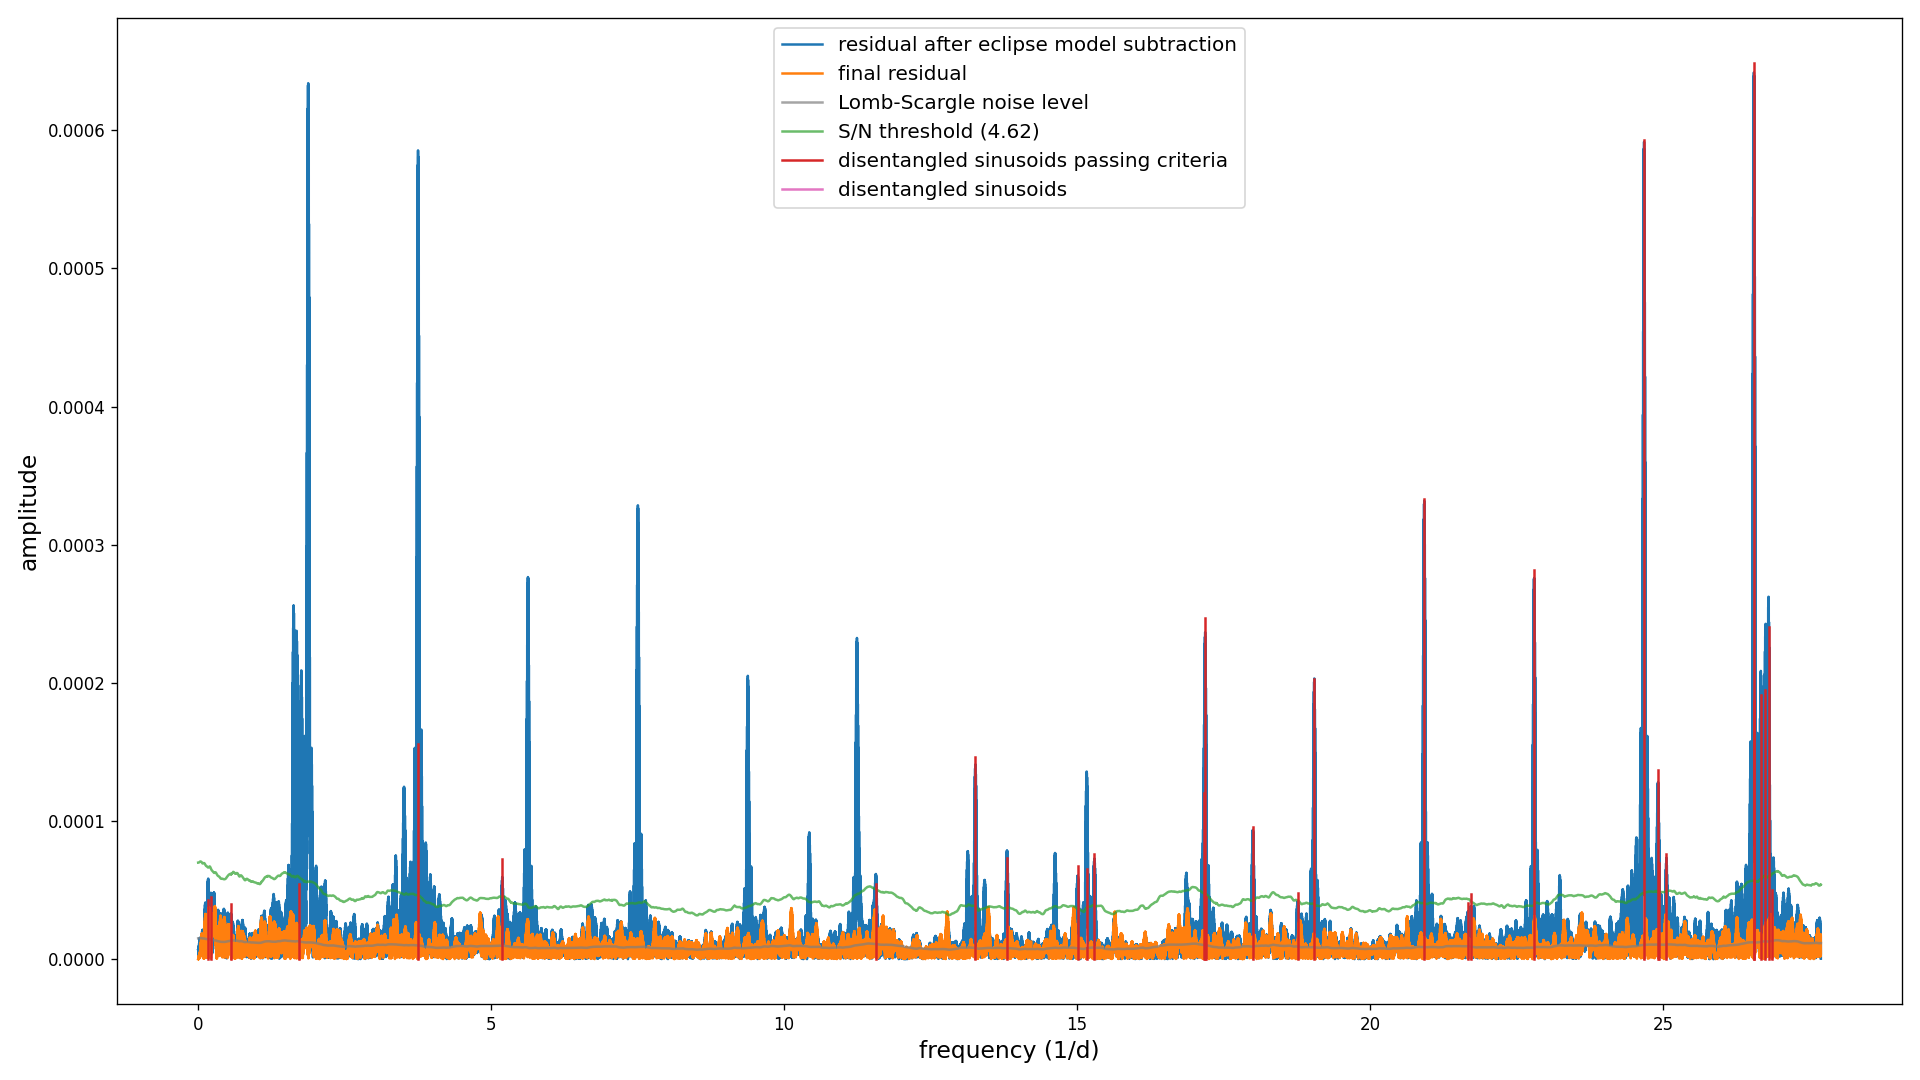 residual after eclipse model subtraction
final residual
Lomb-Scargle noise level
S/N threshold (4.62)
disentangled sinusoids passing criteria
disentangled sinusoids
amplitude
0.0006
0.0005
0.0004
0.0003
0.0002
0.0001
0.0000
0 5 10 15 20 25
frequency (1/d)